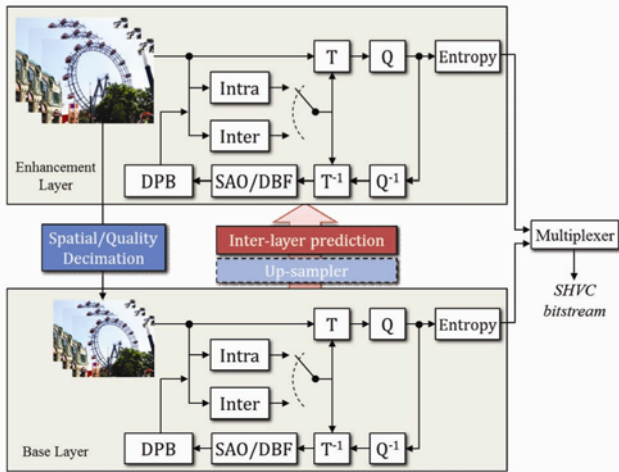 T
Q
Entropy
Intra
Inter
Enhancement
Layer
DPB
SAO/DBF
T-1
Q-1
Spatial/Quality
Decimation
Inter-layer prediction
Up-sampler
Multiplexer
SHVC
bitstream
T
Q
Entropy
Intra
Inter
Base Layer
DPB
SAO/DBF
T-1
Q-1